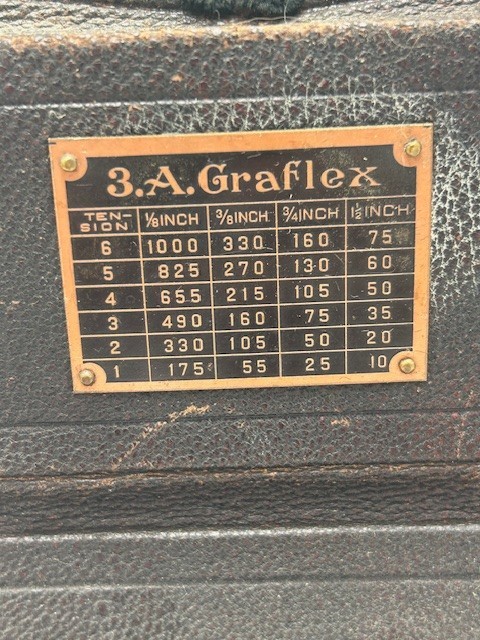 3.A.Graflex
TEN-SION 1/8 INCH 3/8 INCH 3/4 INCH 1 1/2 INCH
6 1000 330 160 75
5 825 270 130 60
4 655 215 105 50
3 490 160 75 35
2 330 105 50 20
1 175 55 25 10